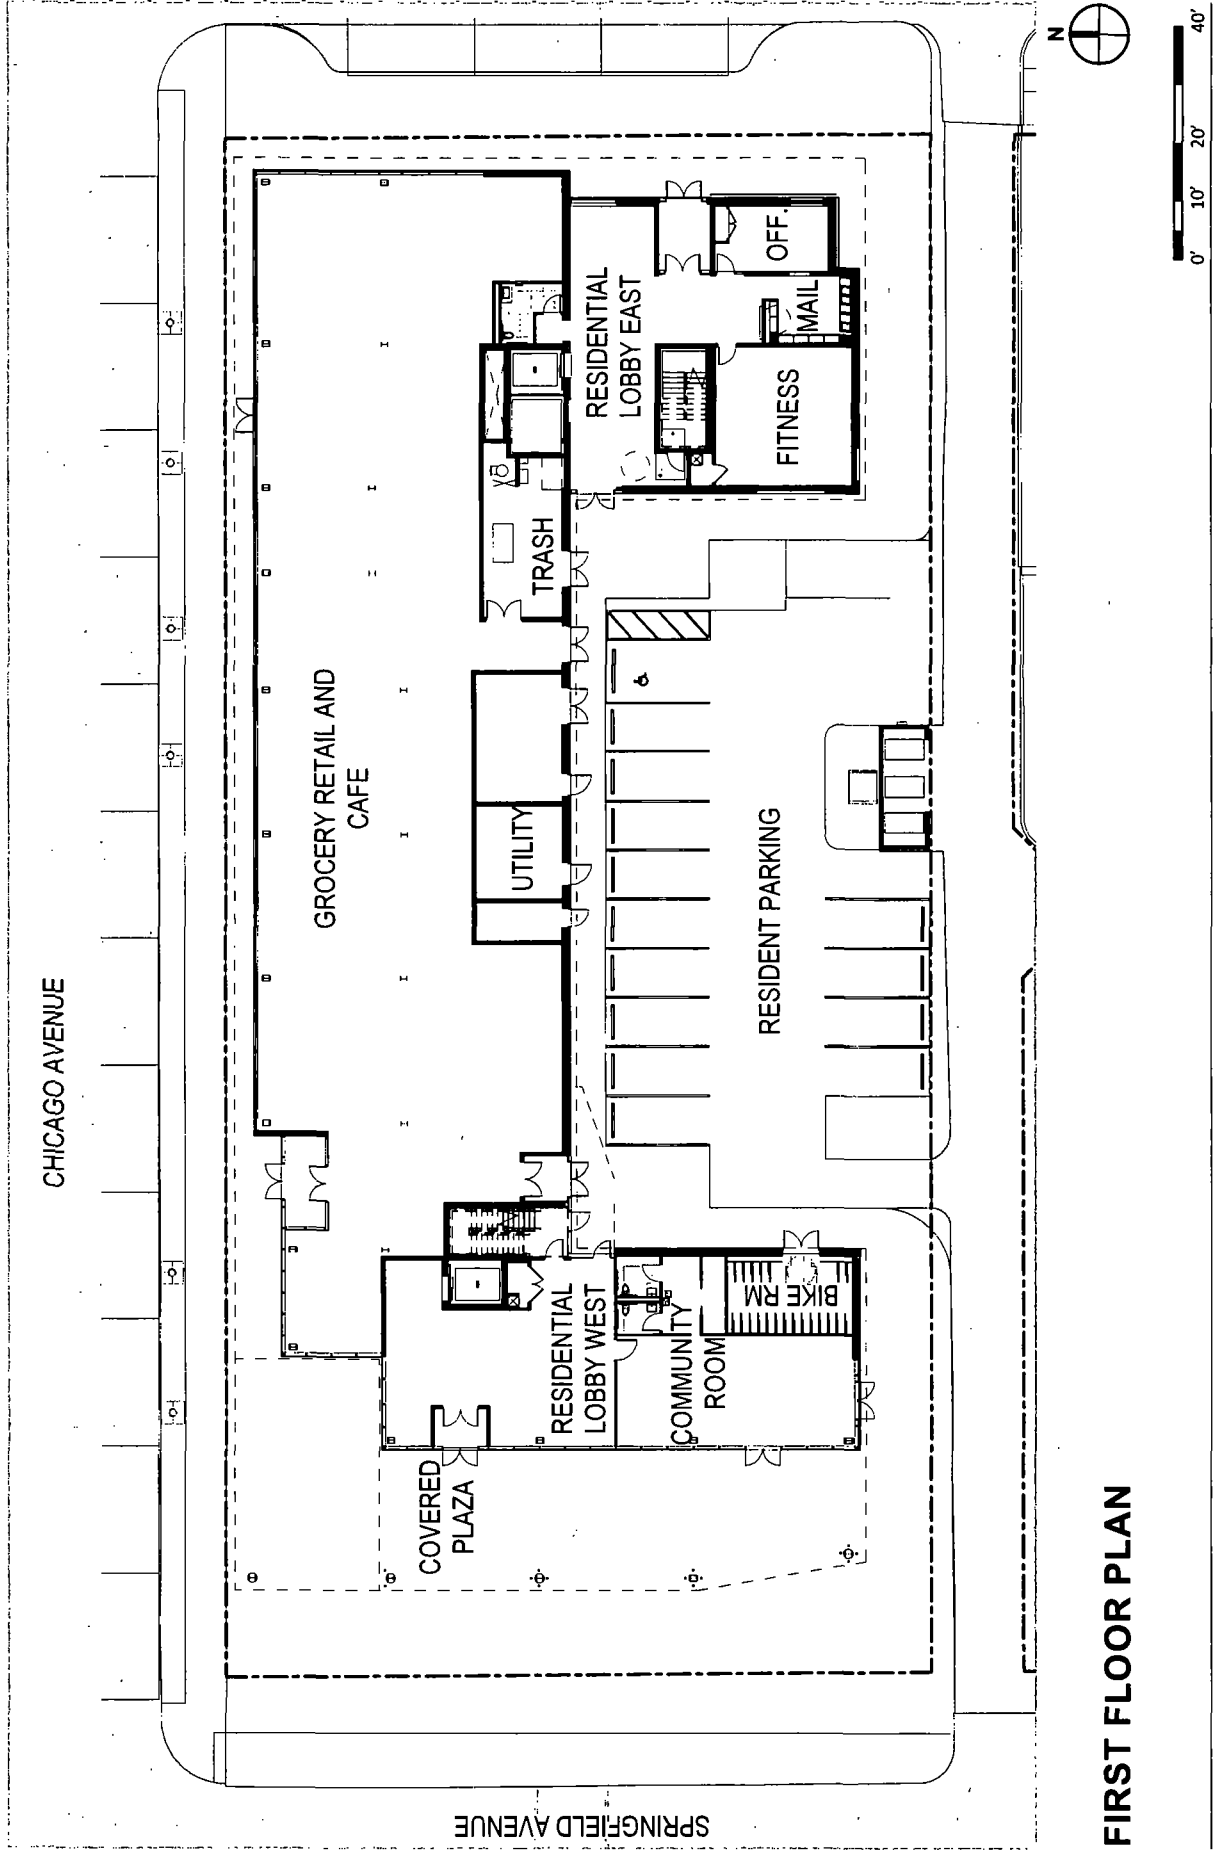 CHICAGO AVENUE
GROCERY RETAIL AND
CAFE
TRASH
UTILITY
RESIDENTIAL
LOBBY EAST
OFF.
MAIL
FITNESS
RESIDENT PARKING
RESIDENTIAL
LOBBY WEST
COMMUNITY
ROOM
BIKE RM
COVERED
PLAZA
SPRINGFIELD AVENUE
FIRST FLOOR PLAN
N
0' 10' 20' 40'